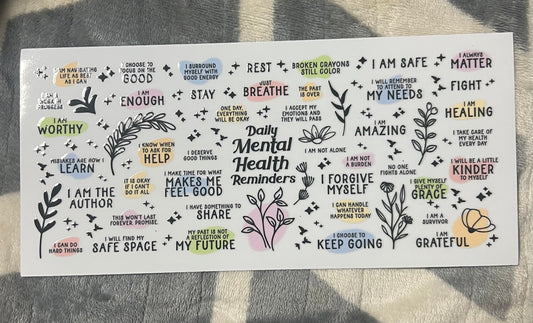 I AM NAVIGATING
LIFE AS BEST
AS I CAN
CHOOSE TO
FOCUS ON THE
GOOD
I SURROUND
MYSELF WITH
GOOD ENERGY
REST
BROKEN CRAYONS
STILL COLOR
I AM SAFE
I ALWAYS
MATTER
I AM
ENOUGH
STAY
JUST
BREATHE
THE PAST
IS OVER
I WILL REMEMBER
TO ATTEND TO
MY NEEDS
FIGHT
I AM
WORTHY
ONE DAY,
EVERYTHING
WILL BE OKAY
I ACCEPT MY
EMOTIONS AND
THEY WILL PASS
I AM
AMAZING
I AM
HEALING
I KNOW WHEN
TO ASK FOR
HELP
I DESERVE
GOOD THINGS
Daily
Mental
Health
Reminders
I AM NOT ALONE
I TAKE CARE OF
MY HEALTH
EVERY DAY
MISTAKES ARE HOW I
LEARN
IT IS OKAY
IF I CAN'T
DO IT ALL
I MAKE TIME FOR WHAT
MAKES ME
FEEL GOOD
I AM NOT
A BURDEN
NO ONE
FIGHTS ALONE
I WILL BE A LITTLE
KINDER
TO MYSELF
I AM THE
AUTHOR
I FORGIVE
MYSELF
I GIVE MYSELF
PLENTY OF
GRACE
THIS WON'T LAST
FOREVER. PROMISE
I HAVE SOMETHING TO
SHARE
I CAN HANDLE
WHATEVER
HAPPENS TODAY
I AM A
SURVIVOR
I CAN DO
HARD THINGS
I WILL FIND MY
SAFE SPACE
MY PAST IS NOT
A REFLECTION OF
MY FUTURE
I CHOOSE TO
KEEP GOING
I AM
GRATEFUL